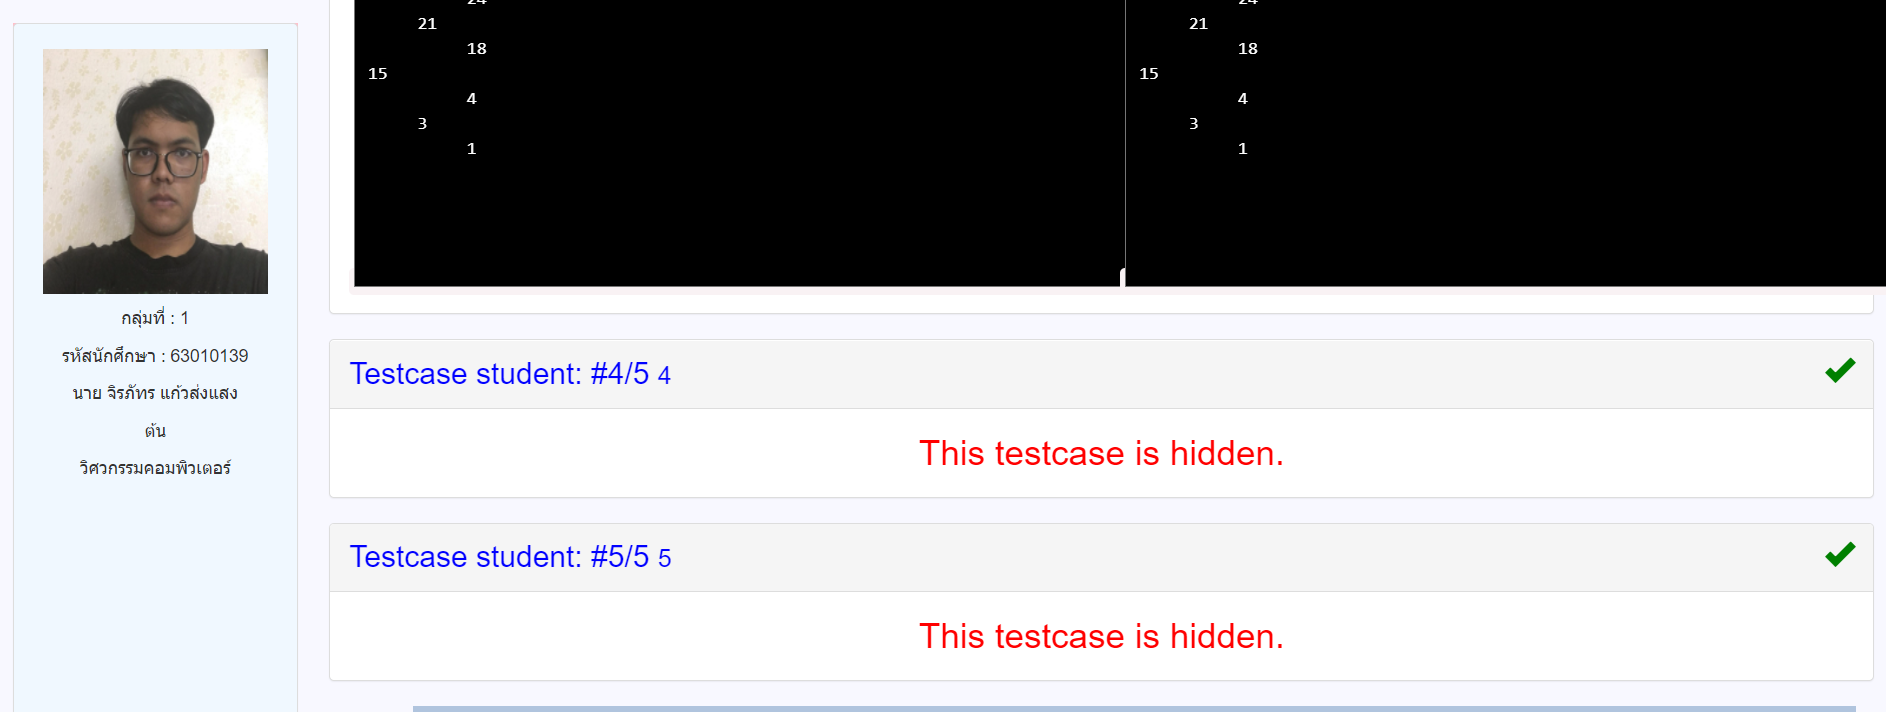 กลุ่มที่ : 1
รหัสนักศึกษา : 63010139
นาย จิรภัทร แก้วส่งแสง
ต้น
วิศวกรรมคอมพิวเตอร์
24 24
21 21
18 18
15 15
4 4
3 3
1 1
Testcase student: #4/5 4
This testcase is hidden.
Testcase student: #5/5 5
This testcase is hidden.